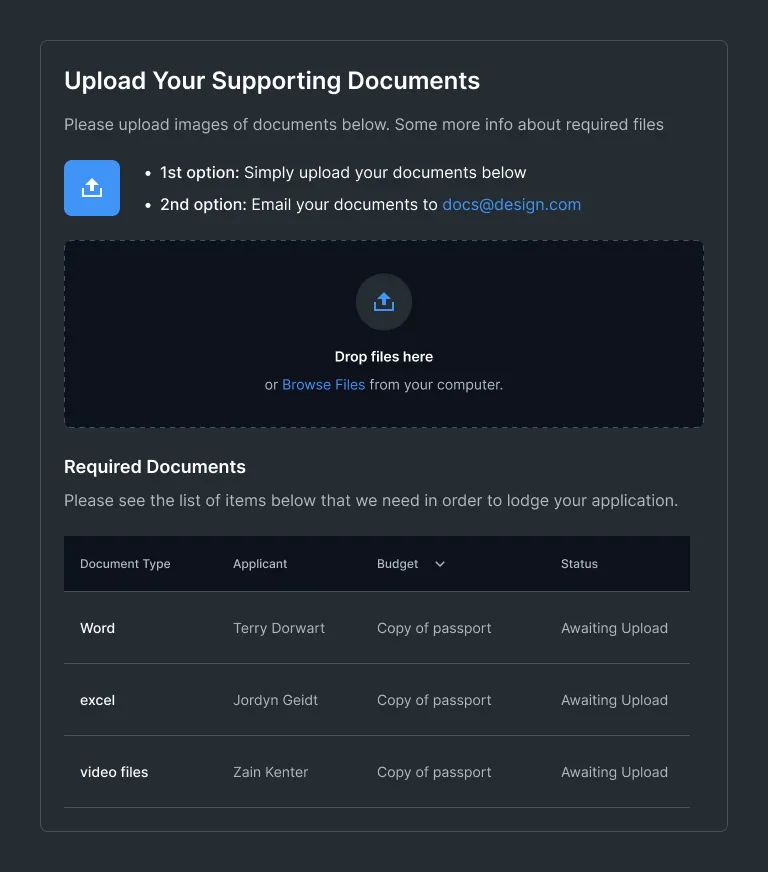 Upload Your Supporting Documents
Please upload images of documents below. Some more info about required files
• 1st option: Simply upload your documents below
• 2nd option: Email your documents to docs@design.com
Drop files here
or Browse Files from your computer.
Required Documents
Please see the list of items below that we need in order to lodge your application.
Document Type Applicant Budget Status
Word Terry Dorwart Copy of passport Awaiting Upload
excel Jordyn Geidt Copy of passport Awaiting Upload
video files Zain Kenter Copy of passport Awaiting Upload